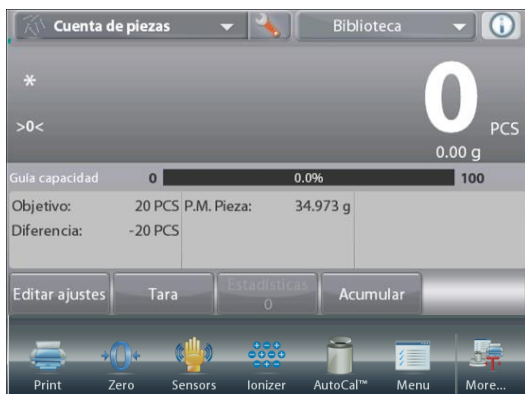 Cuenta de piezas
Biblioteca
*
0
>0<
PCS
0.00 g
Guía capacidad 0 0.0% 100
Objetivo: 20 PCS P.M. Pieza: 34.973 g
Diferencia: -20 PCS
Editar ajustes
Tara
Estadísticas
0
Acumular
Print Zero Sensors Ionizer AutoCal™ Menu More...